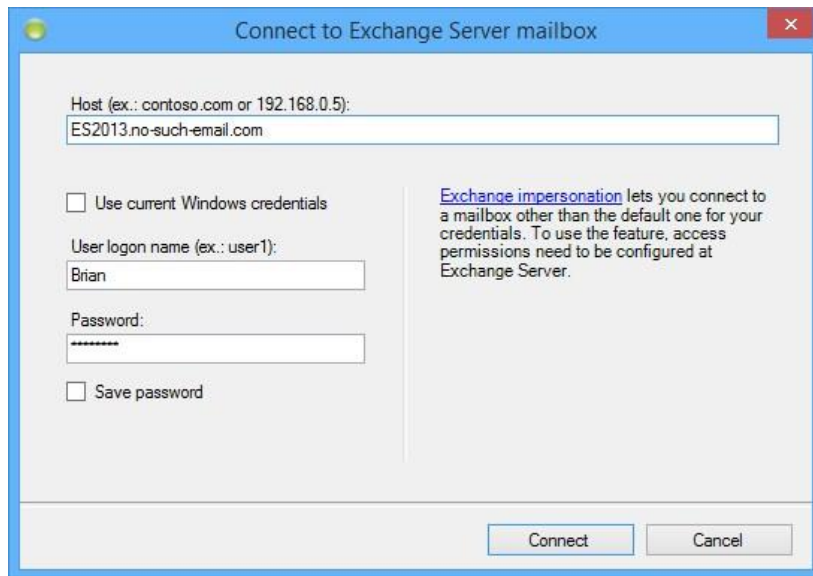 Connect to Exchange Server mailbox
Host (ex.: contoso.com or 192.168.0.5):
ES2013.no-such-email.com
Use current Windows credentials
User logon name (ex.: user1):
Brian
Password:
********
Save password
Exchange impersonation lets you connect to
a mailbox other than the default one for your
credentials. To use the feature, access
permissions need to be configured at
Exchange Server.
Connect
Cancel